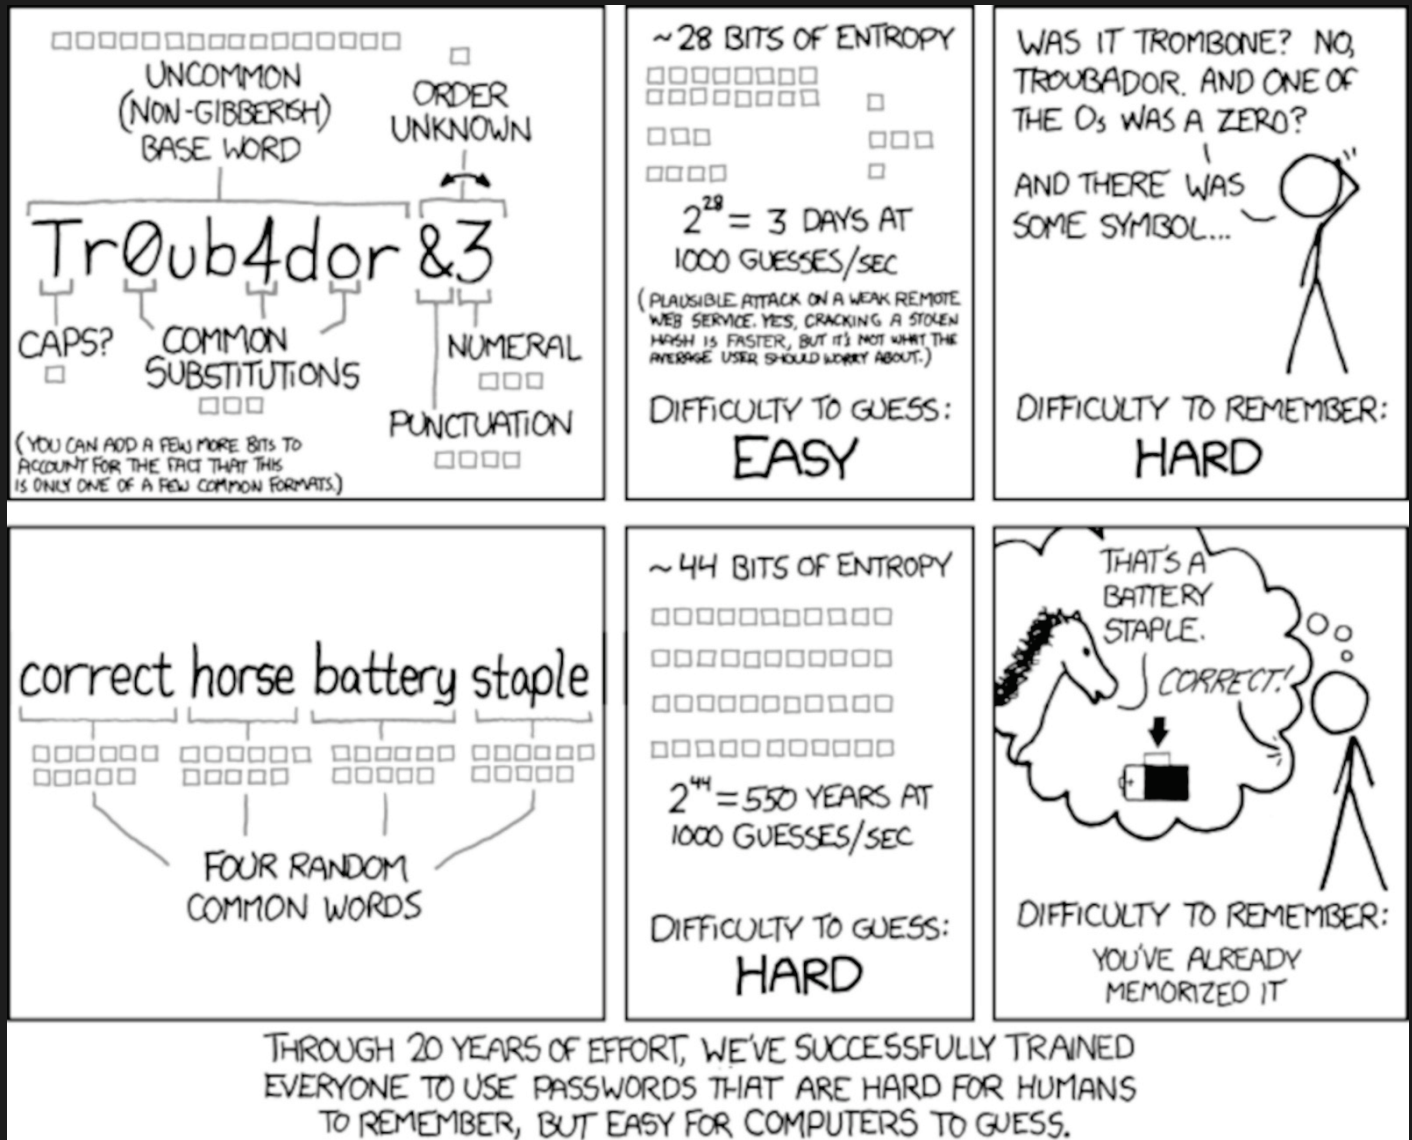 UNCOMMON
(NON-GIBBERISH)
BASE WORD
ORDER
UNKNOWN
Tr0ub4dor &3
CAPS?
COMMON
SUBSTITUTIONS
NUMERAL
PUNCTUATION
(YOU CAN ADD A FEW MORE BITS TO
ACCOUNT FOR THE FACT THAT THIS
IS ONLY ONE OF A FEW COMMON FORMATS.)
~28 BITS OF ENTROPY
2²⁸ = 3 DAYS AT
1000 GUESSES/SEC
(PLAUSIBLE ATTACK ON A WEAK REMOTE
WEB SERVICE. YES, CRACKING A STOLEN
HASH IS FASTER, BUT IT'S NOT WHAT THE
AVERAGE USER SHOULD WORRY ABOUT.)
DIFFICULTY TO GUESS:
EASY
WAS IT TROMBONE? NO,
TROUBADOR. AND ONE OF
THE Os WAS A ZERO?
AND THERE WAS
SOME SYMBOL...
DIFFICULTY TO REMEMBER:
HARD
correct horse battery staple
FOUR RANDOM
COMMON WORDS
~44 BITS OF ENTROPY
2⁴⁴ = 550 YEARS AT
1000 GUESSES/SEC
DIFFICULTY TO GUESS:
HARD
THAT'S A
BATTERY
STAPLE.
CORRECT!
DIFFICULTY TO REMEMBER:
YOU'VE ALREADY
MEMORIZED IT
THROUGH 20 YEARS OF EFFORT, WE'VE SUCCESSFULLY TRAINED
EVERYONE TO USE PASSWORDS THAT ARE HARD FOR HUMANS
TO REMEMBER, BUT EASY FOR COMPUTERS TO GUESS.